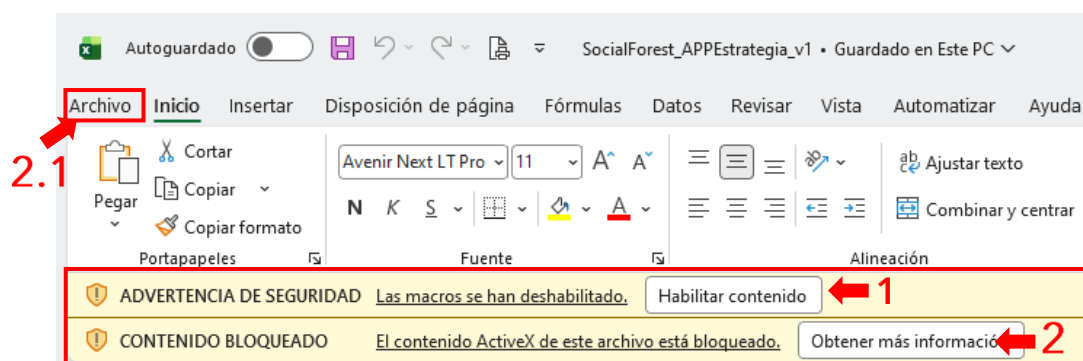 Autoguardado SocialForest_APPEstrategia_v1 • Guardado en Este PC
Archivo Inicio Insertar Disposición de página Fórmulas Datos Revisar Vista Automatizar Ayuda
2.1
Pegar
Cortar
Copiar
Copiar formato
Portapapeles
Avenir Next LT Pro 11 A A
N K S A
Fuente
ab Ajustar texto
Combinar y centrar
Alineación
ADVERTENCIA DE SEGURIDAD Las macros se han deshabilitado. Habilitar contenido 1
CONTENIDO BLOQUEADO El contenido ActiveX de este archivo está bloqueado. Obtener más informació 2